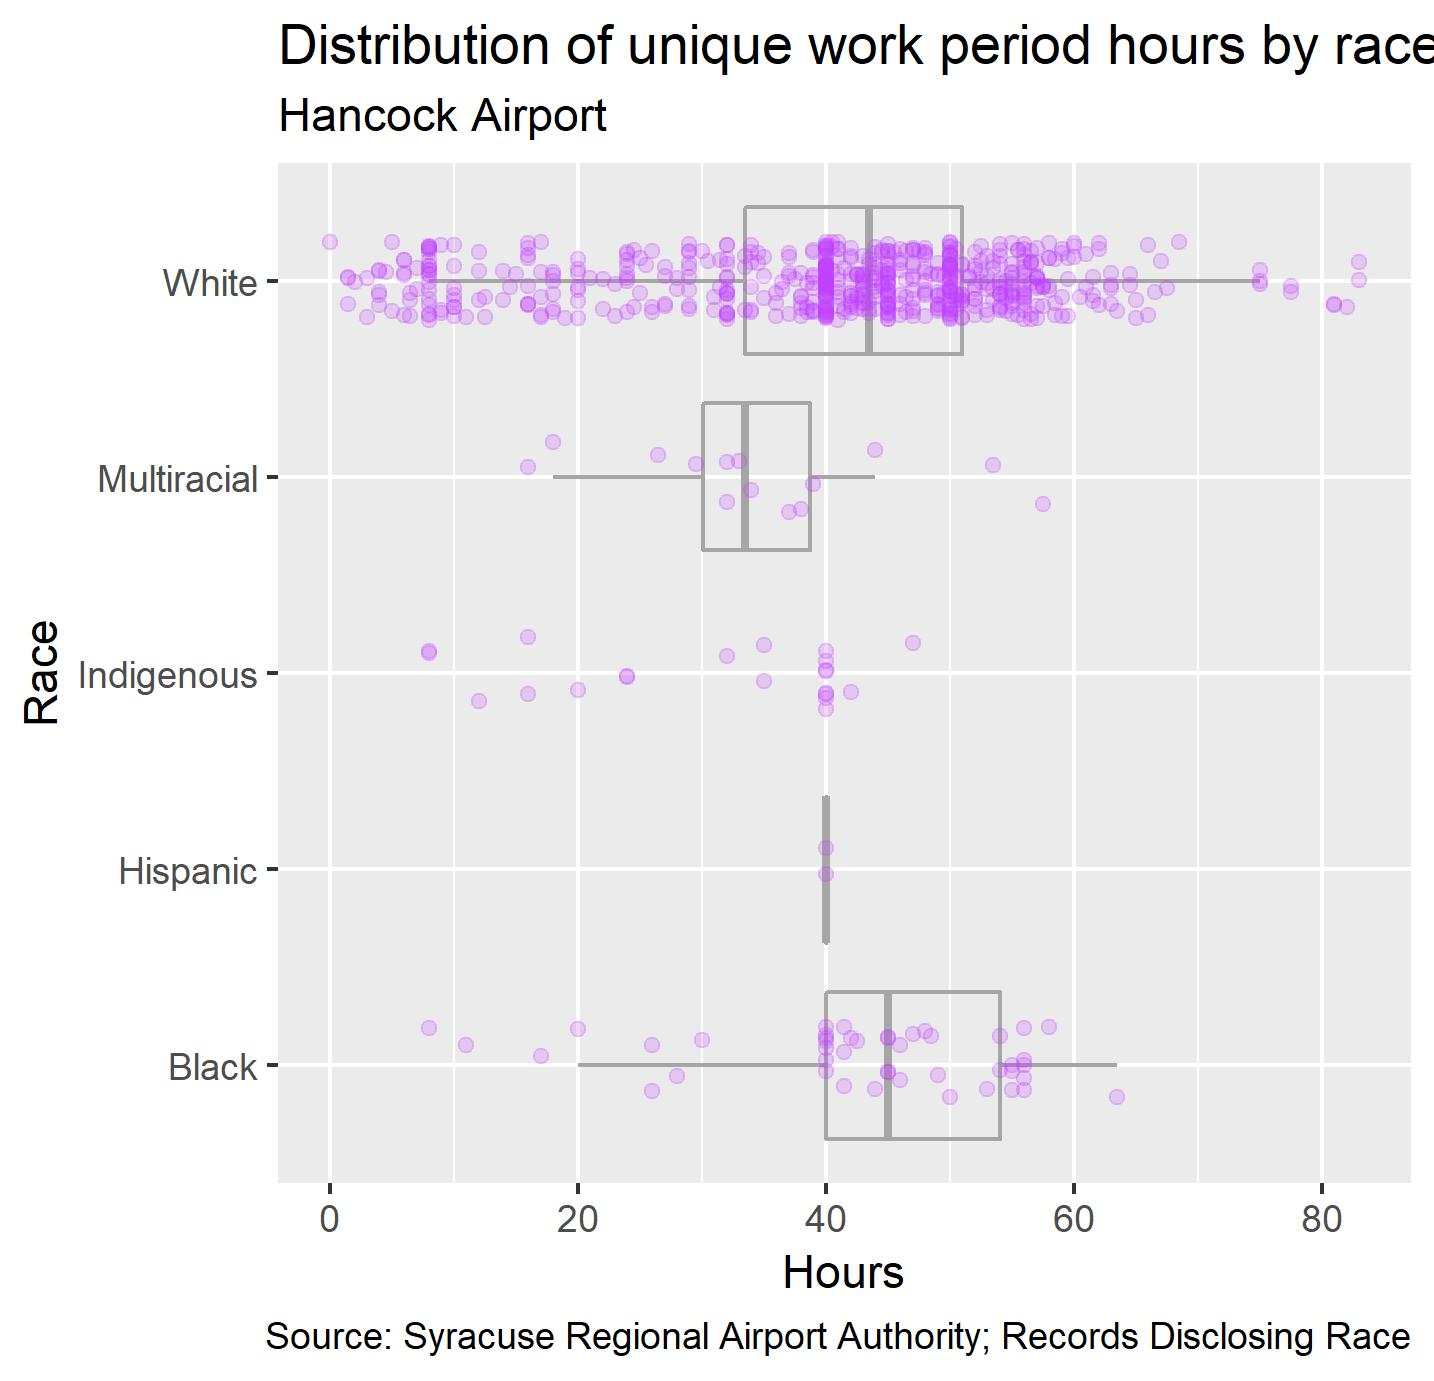 Distribution of unique work period hours by race
Hancock Airport
White
Multiracial
Indigenous
Hispanic
Black
Race
0 20 40 60 80
Hours
Source: Syracuse Regional Airport Authority; Records Disclosing Race